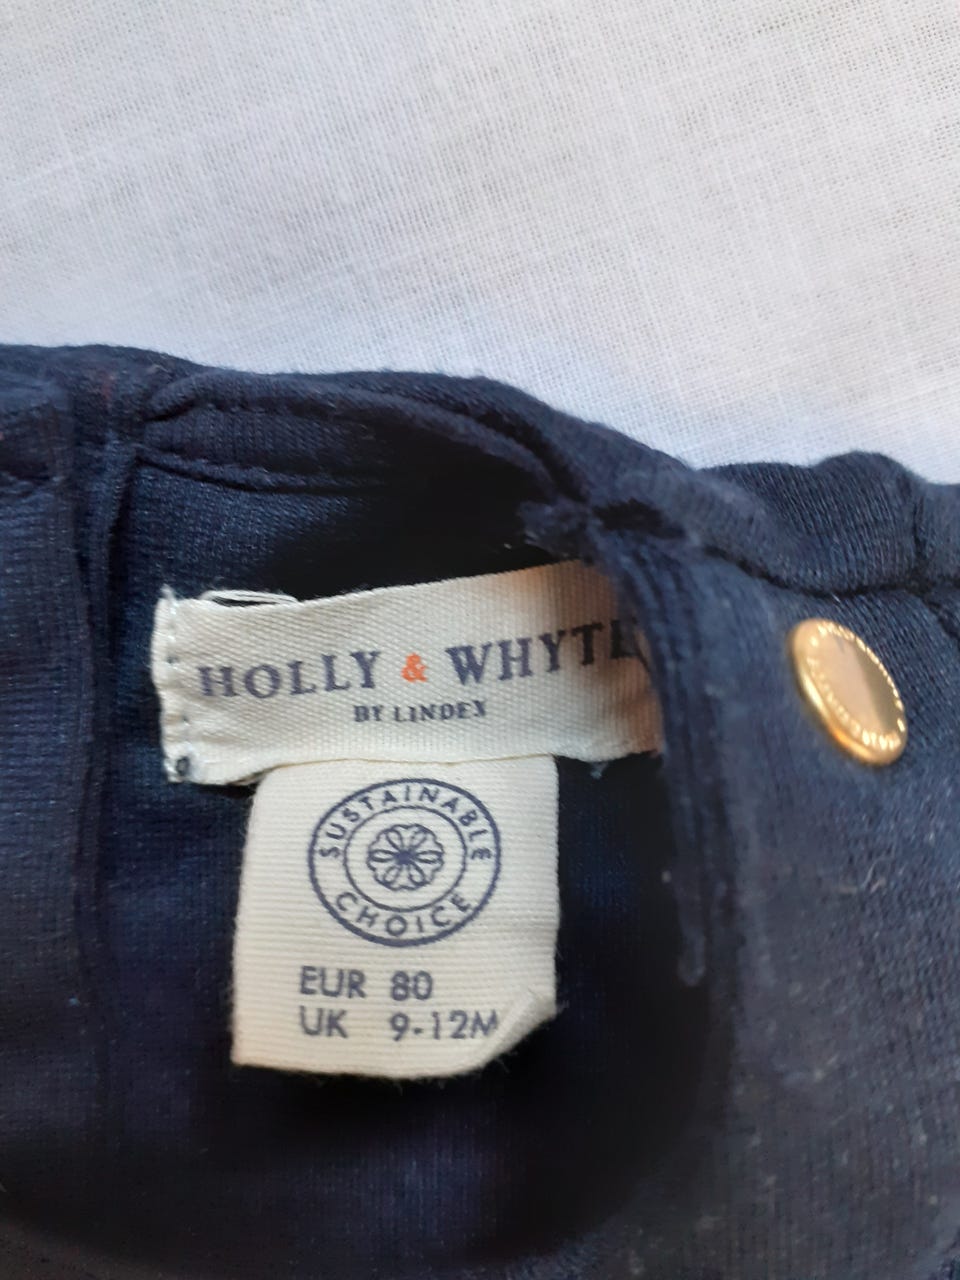 HOLLY & WHYTE
BY LINDEX
SUSTAINABLE
CHOICE
EUR 80
UK 9-12M